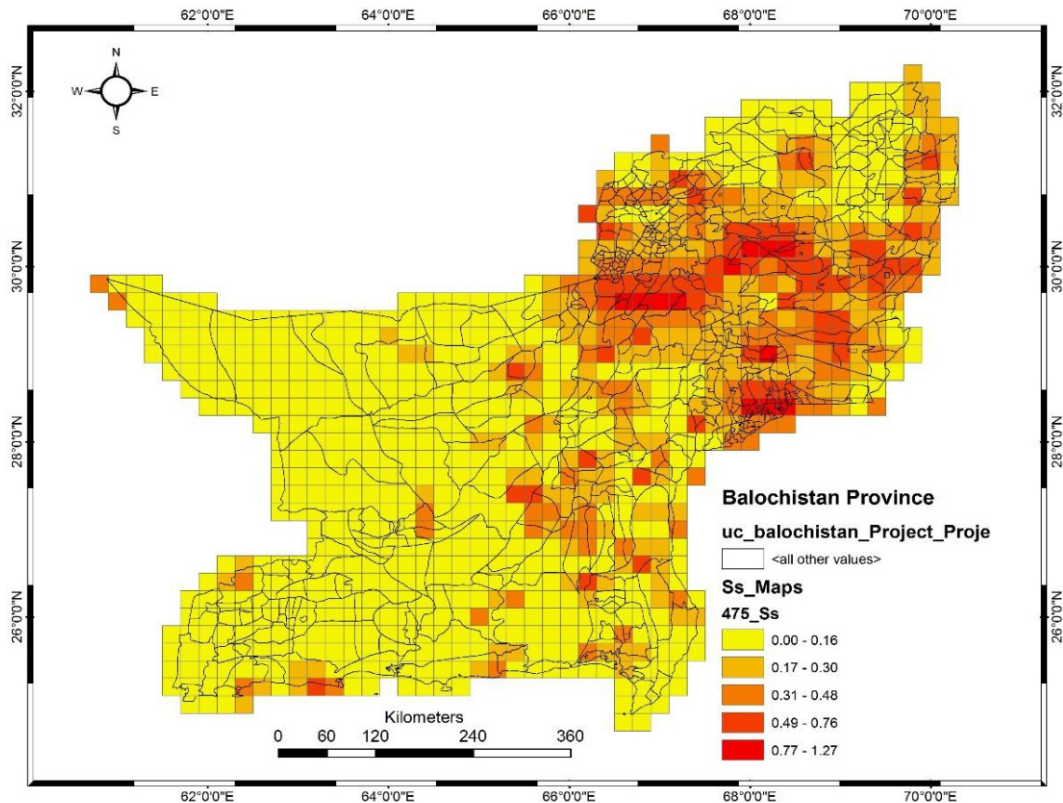 62°0'0"E 64°0'0"E 66°0'0"E 68°0'0"E 70°0'0"E
N
W E
S
32°0'0"N 32°0'0"N
30°0'0"N 30°0'0"N
28°0'0"N 28°0'0"N
26°0'0"N 26°0'0"N
Balochistan Province
uc_balochistan_Project_Proje
<all other values>
Ss_Maps
475_Ss
0.00 - 0.16
0.17 - 0.30
0.31 - 0.48
0.49 - 0.76
0.77 - 1.27
Kilometers
0 60 120 240 360
62°0'0"E 64°0'0"E 66°0'0"E 68°0'0"E 70°0'0"E